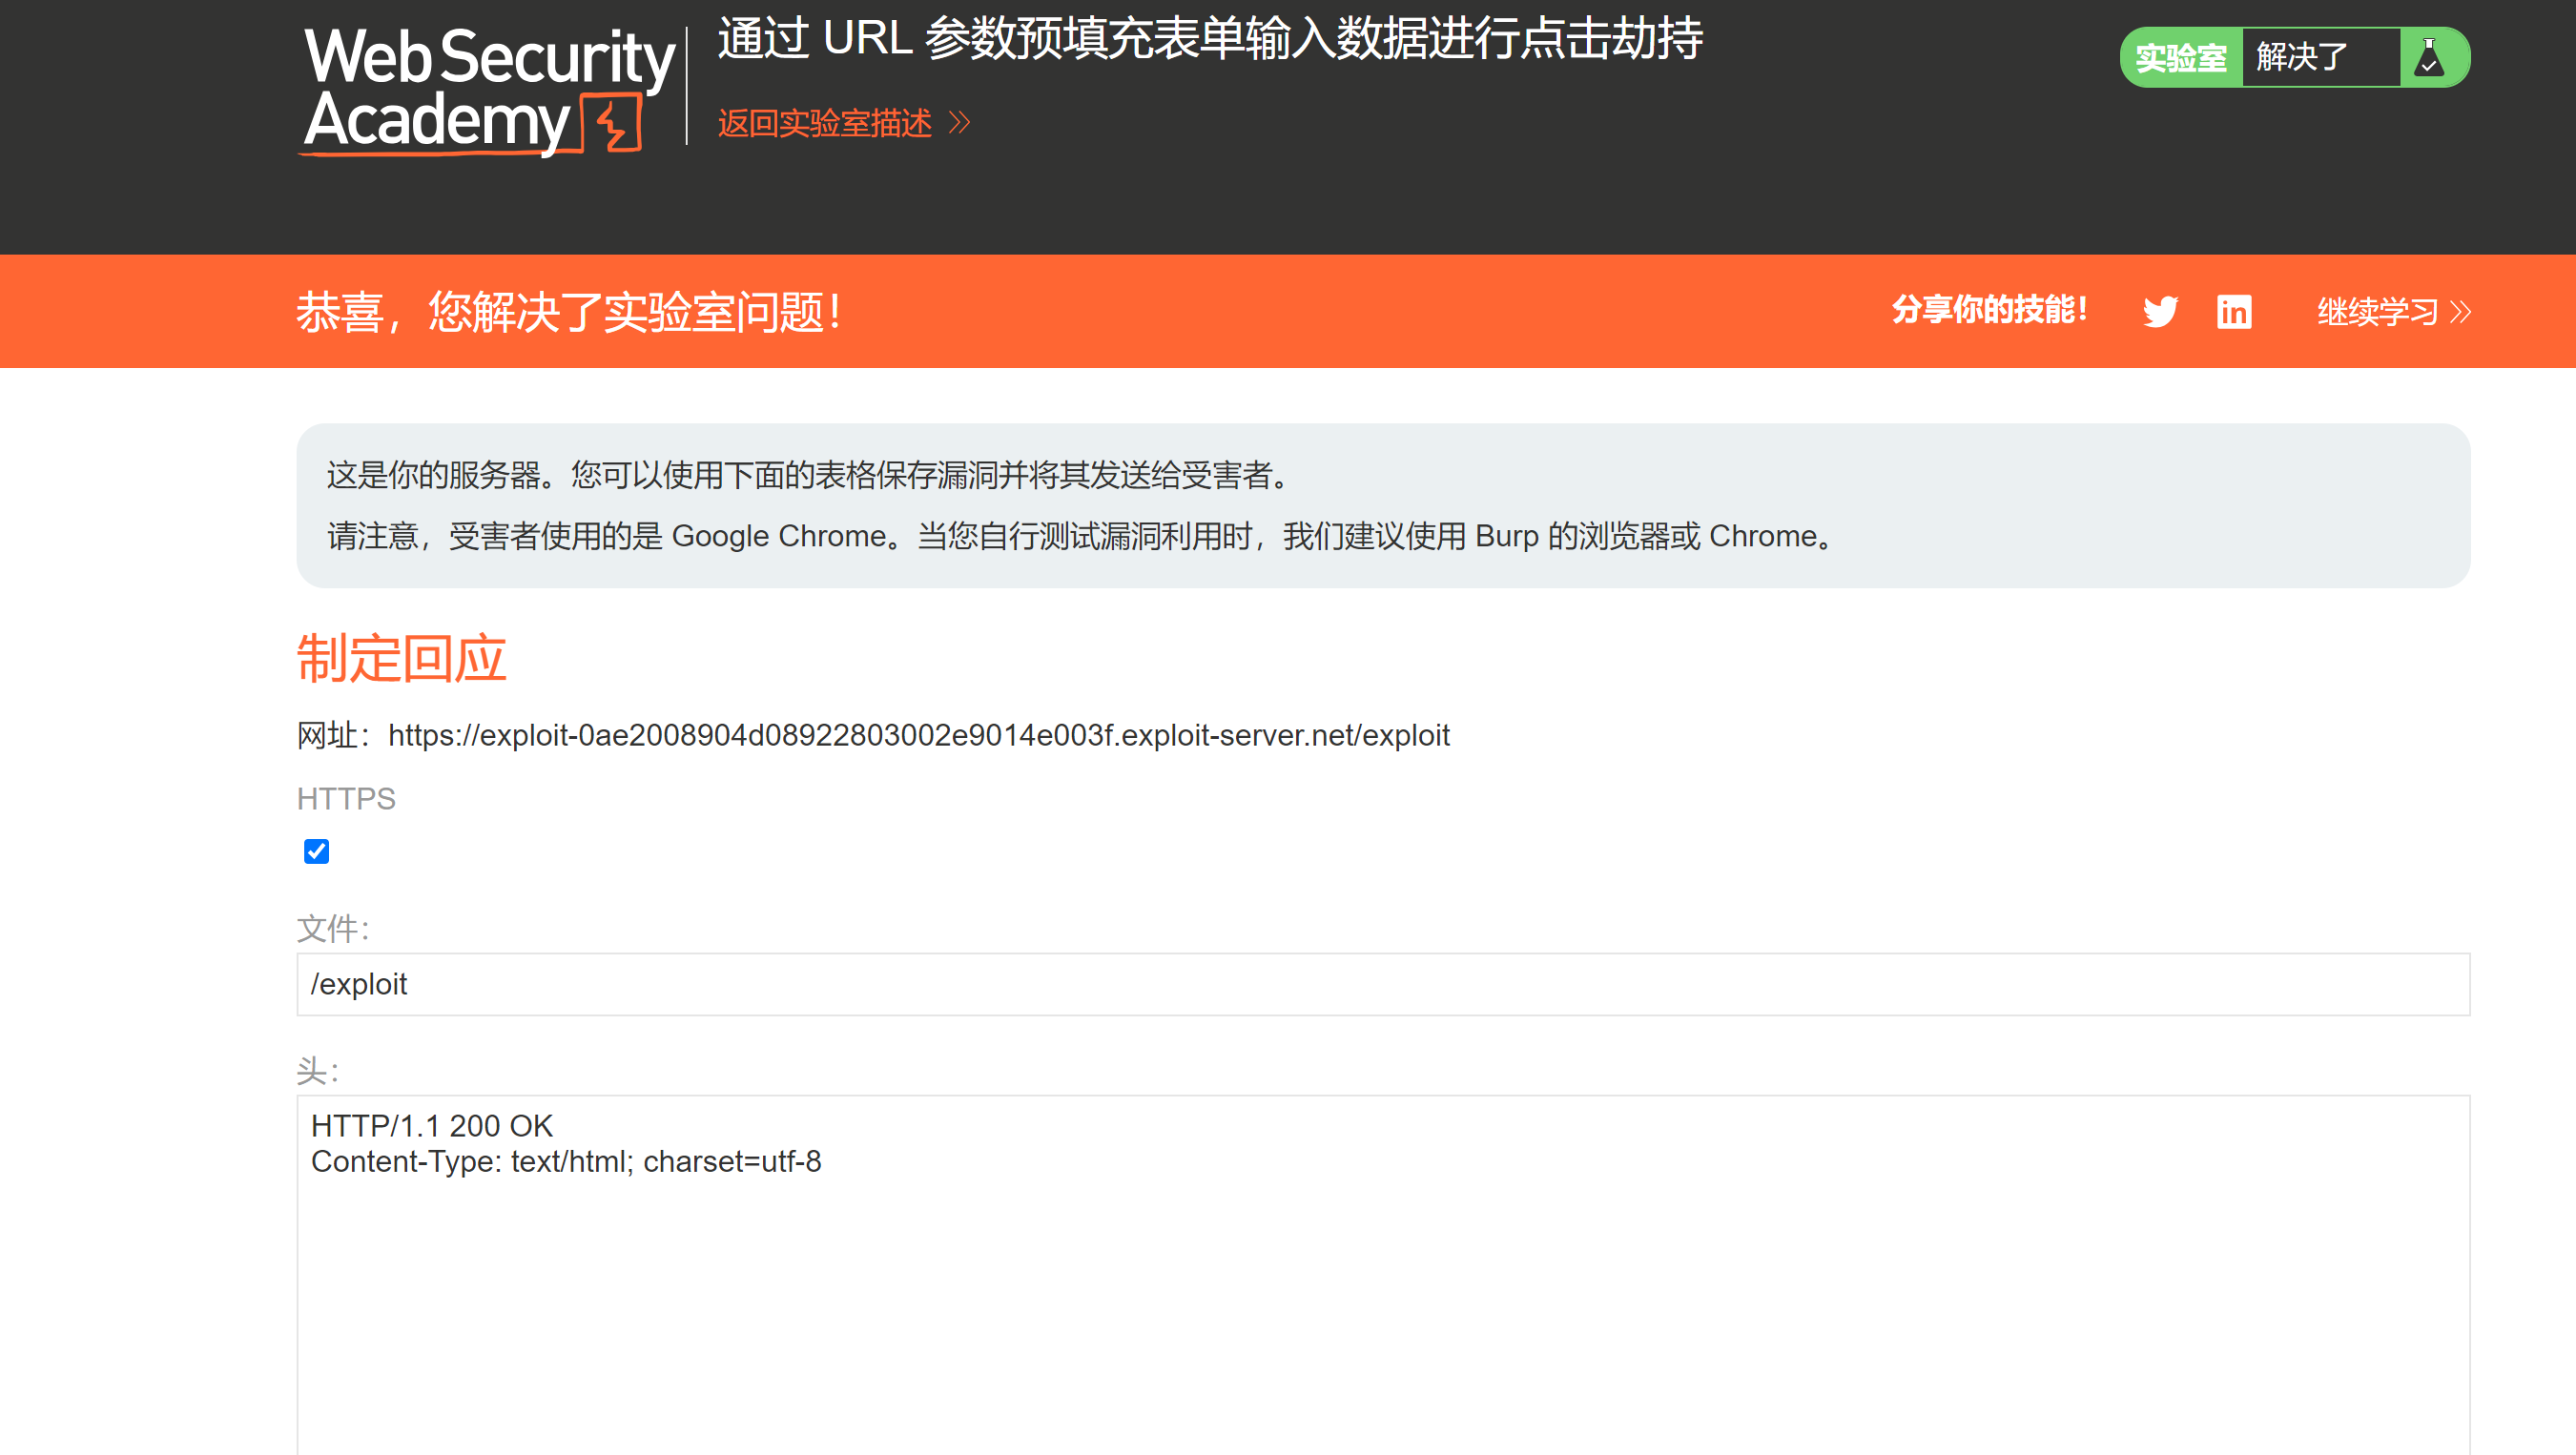 Web Security
Academy
通过 URL 参数预填充表单输入数据进行点击劫持
返回实验室描述
实验室 解决了
恭喜，您解决了实验室问题！
分享你的技能！
继续学习
这是你的服务器。您可以使用下面的表格保存漏洞并将其发送给受害者。
请注意，受害者使用的是 Google Chrome。当您自行测试漏洞利用时，我们建议使用 Burp 的浏览器或 Chrome。
制定回应
网址：https://exploit-0ae2008904d08922803002e9014e003f.exploit-server.net/exploit
HTTPS
文件：
/exploit
头：
HTTP/1.1 200 OK
Content-Type: text/html; charset=utf-8